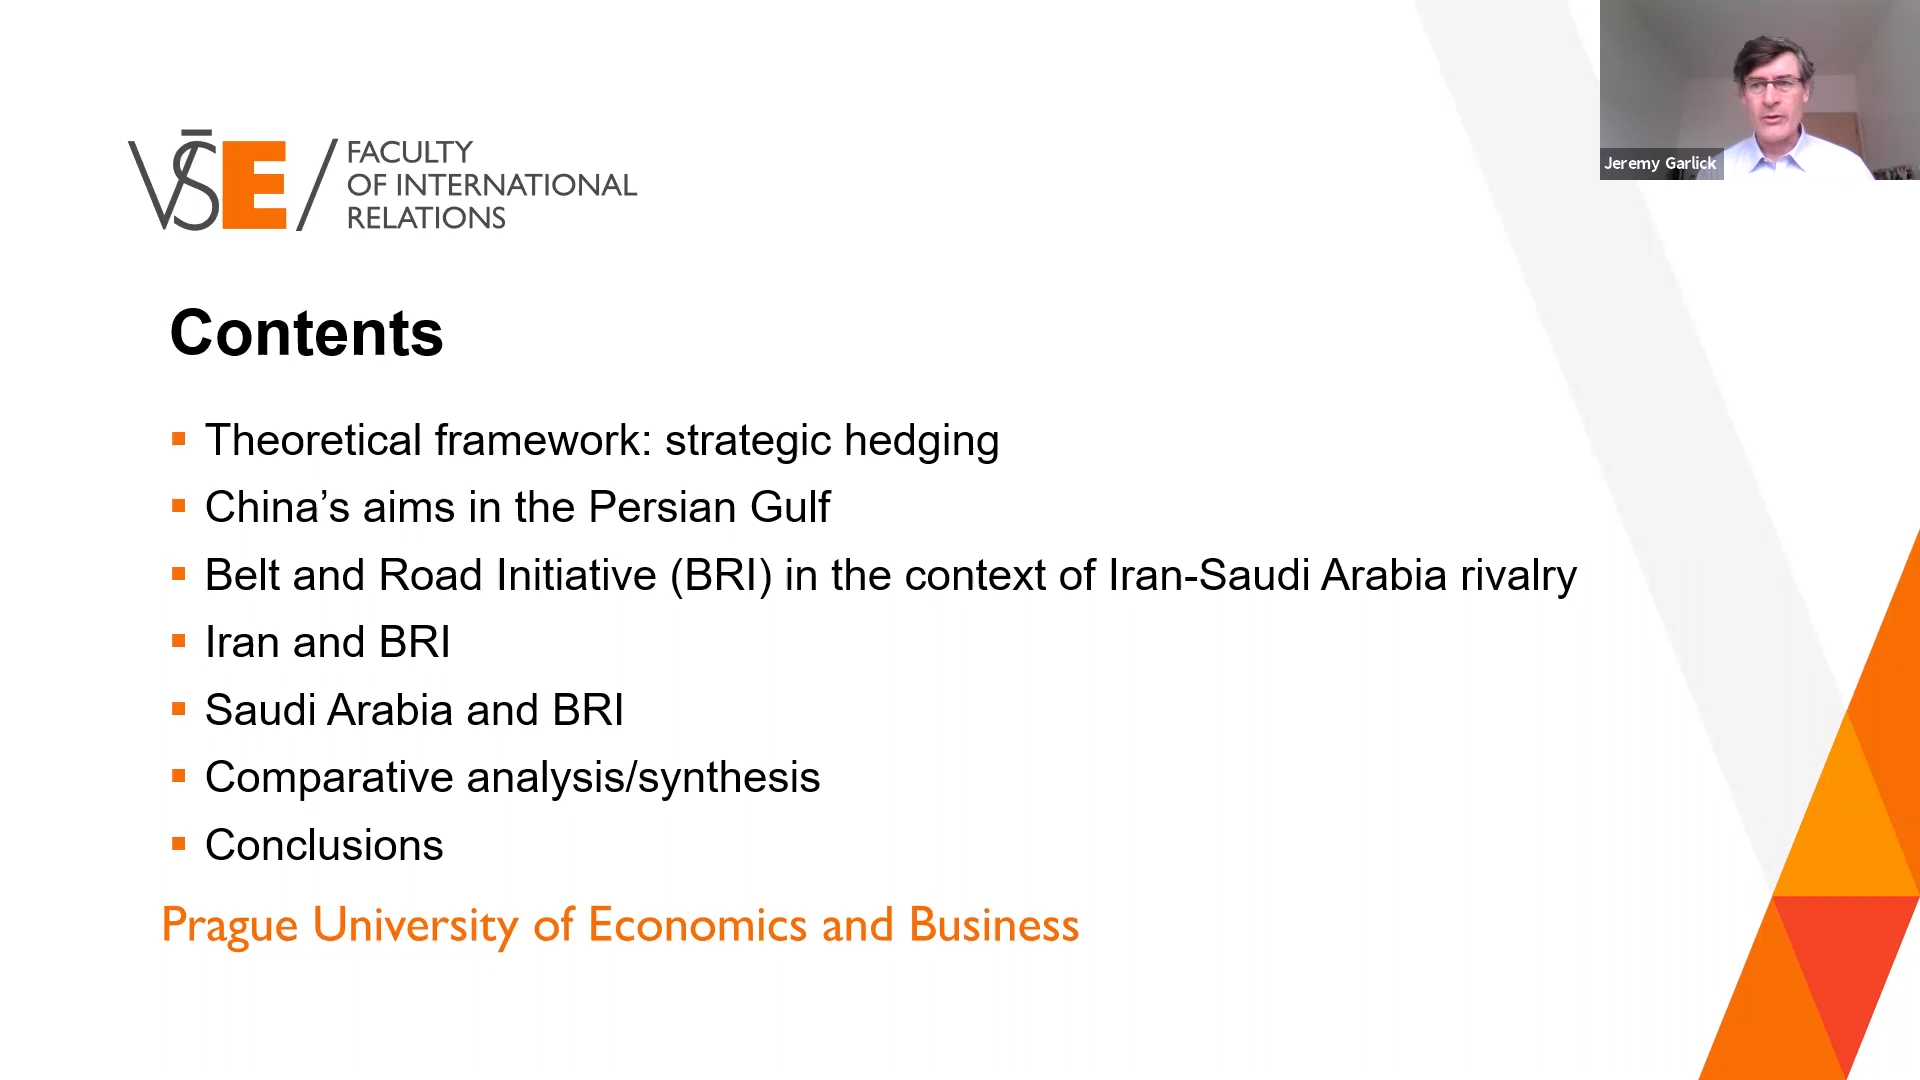 VŠE / FACULTY
OF INTERNATIONAL
RELATIONS
Jeremy Garlick
Contents
Theoretical framework: strategic hedging
China’s aims in the Persian Gulf
Belt and Road Initiative (BRI) in the context of Iran-Saudi Arabia rivalry
Iran and BRI
Saudi Arabia and BRI
Comparative analysis/synthesis
Conclusions
Prague University of Economics and Business